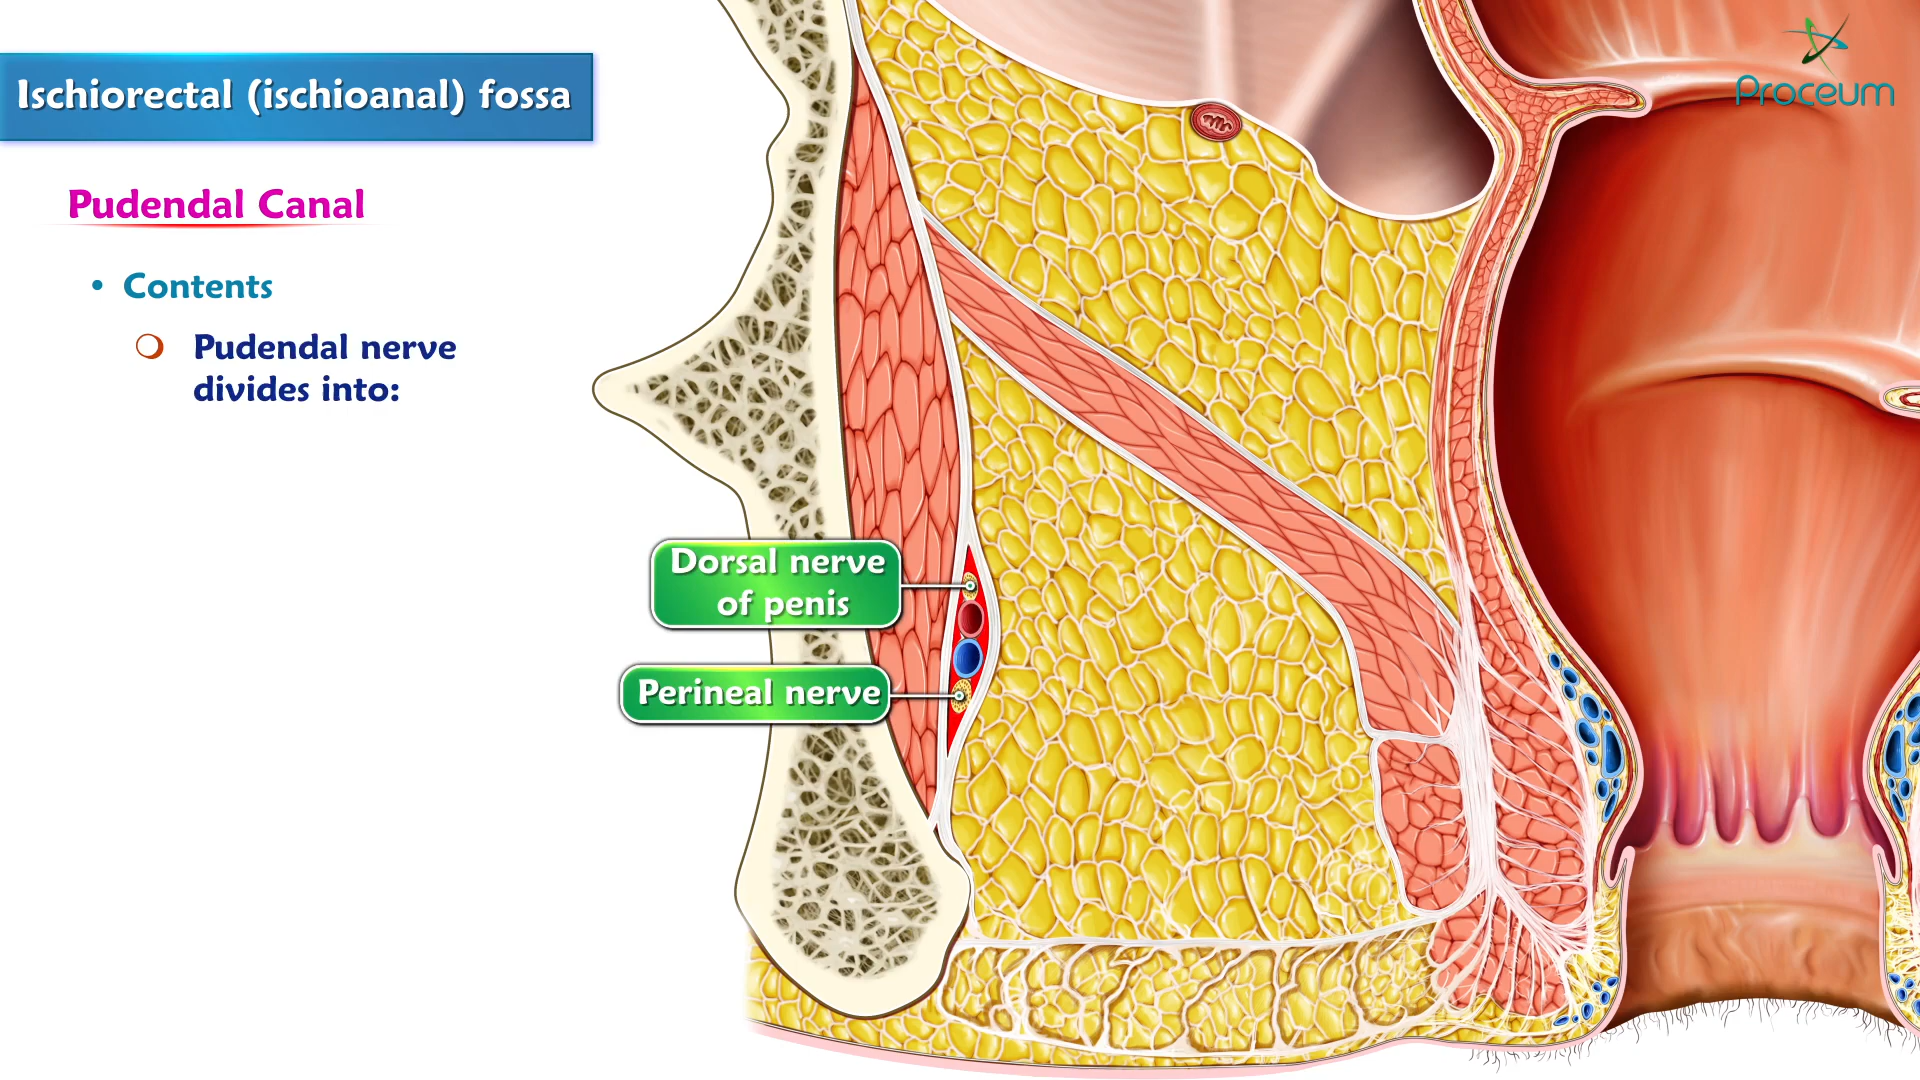 Ischiorectal (ischioanal) fossa
Proceum
Pudendal Canal
• Contents
Pudendal nerve
divides into:
Dorsal nerve
of penis
Perineal nerve